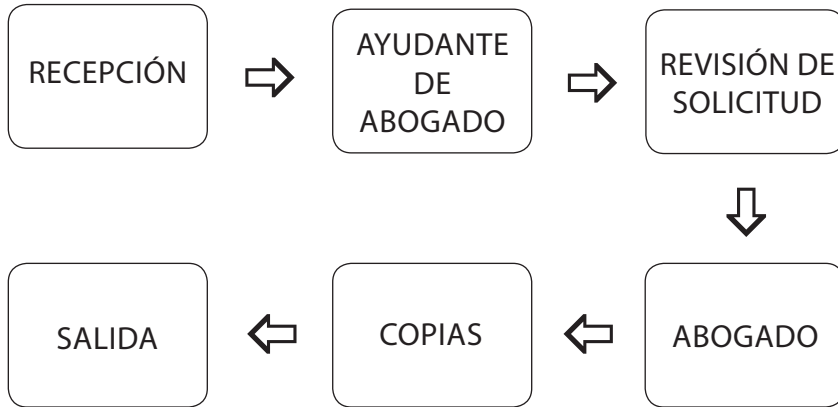 RECEPCIÓN
AYUDANTE
DE
ABOGADO
REVISIÓN DE
SOLICITUD
ABOGADO
COPIAS
SALIDA